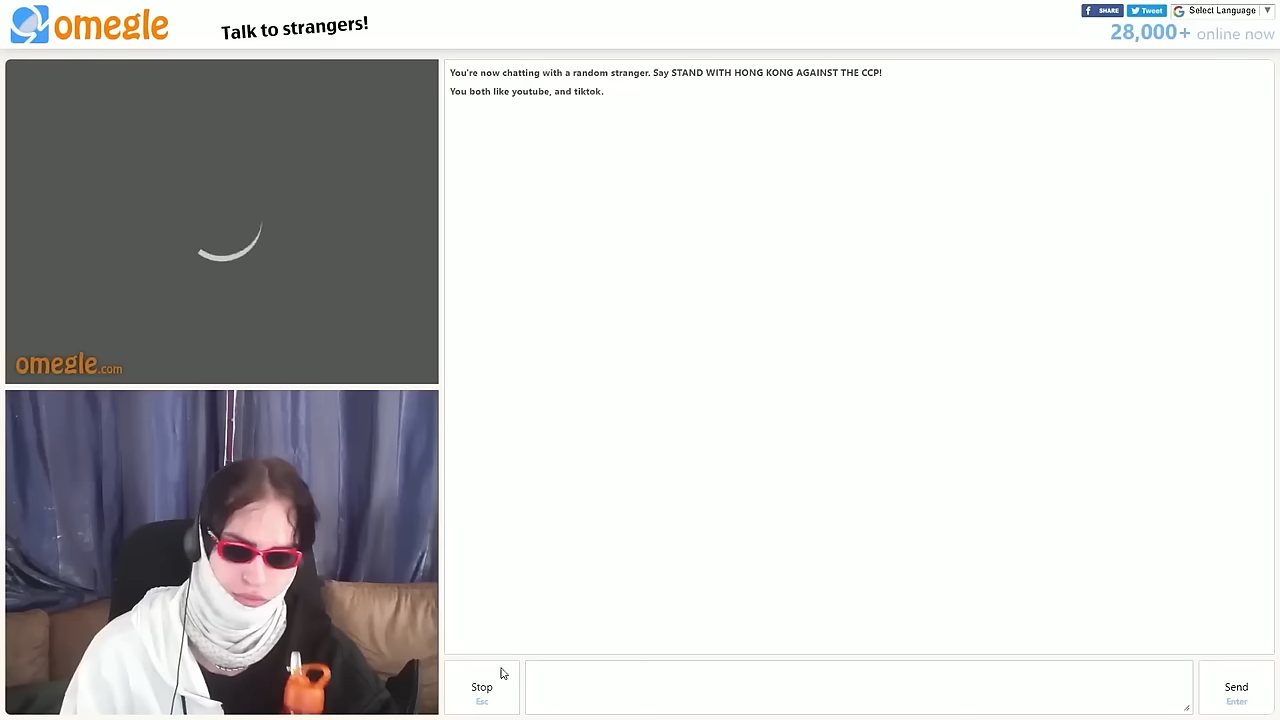 omegle
Talk to strangers!
SHARE
Tweet
Select Language
28,000+ online now
You're now chatting with a random stranger. Say STAND WITH HONG KONG AGAINST THE CCP!
You both like youtube, and tiktok.
omegle.com
Stop
Esc
Send
Enter